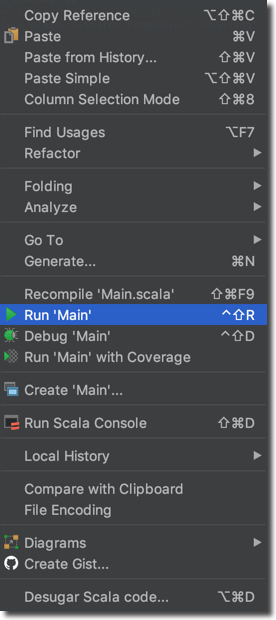 Copy Reference ⌥⇧⌘C
Paste ⌘V
Paste from History... ⇧⌘V
Paste Simple ⌥⇧⌘V
Column Selection Mode ⇧⌘8
Find Usages ⌥F7
Refactor
Folding
Analyze
Go To
Generate... ⌘N
Recompile 'Main.scala' ⇧⌘F9
Run 'Main' ^⇧R
Debug 'Main' ^⇧D
Run 'Main' with Coverage
Create 'Main'...
Run Scala Console ⇧⌘D
Local History
Compare with Clipboard
File Encoding
Diagrams
Create Gist...
Desugar Scala code... ⌥⌘D